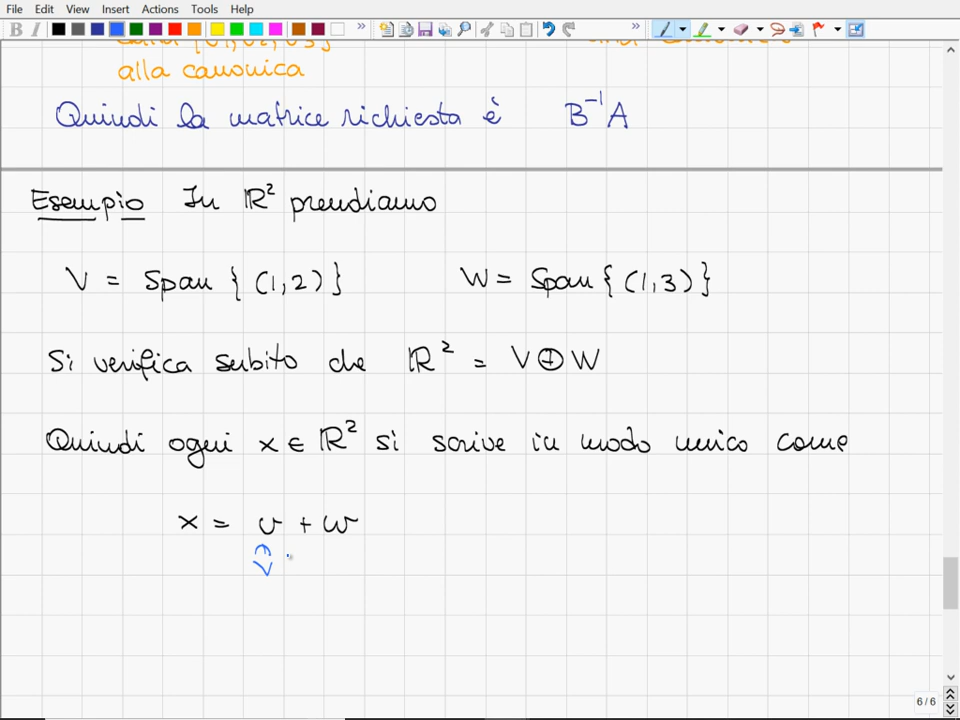 File Edit View Insert Actions Tools Help
B I » »
alla canonica
Quindi la matrice richiesta è B⁻¹A
Esempio In ℝ² prendiamo
V = Span { (1,2) } W = Span { (1,3) }
Si verifica subito che ℝ² = V ⊕ W
Quindi ogni x ∈ ℝ² si scrive in modo unico come
x = v + w
V
6 / 6